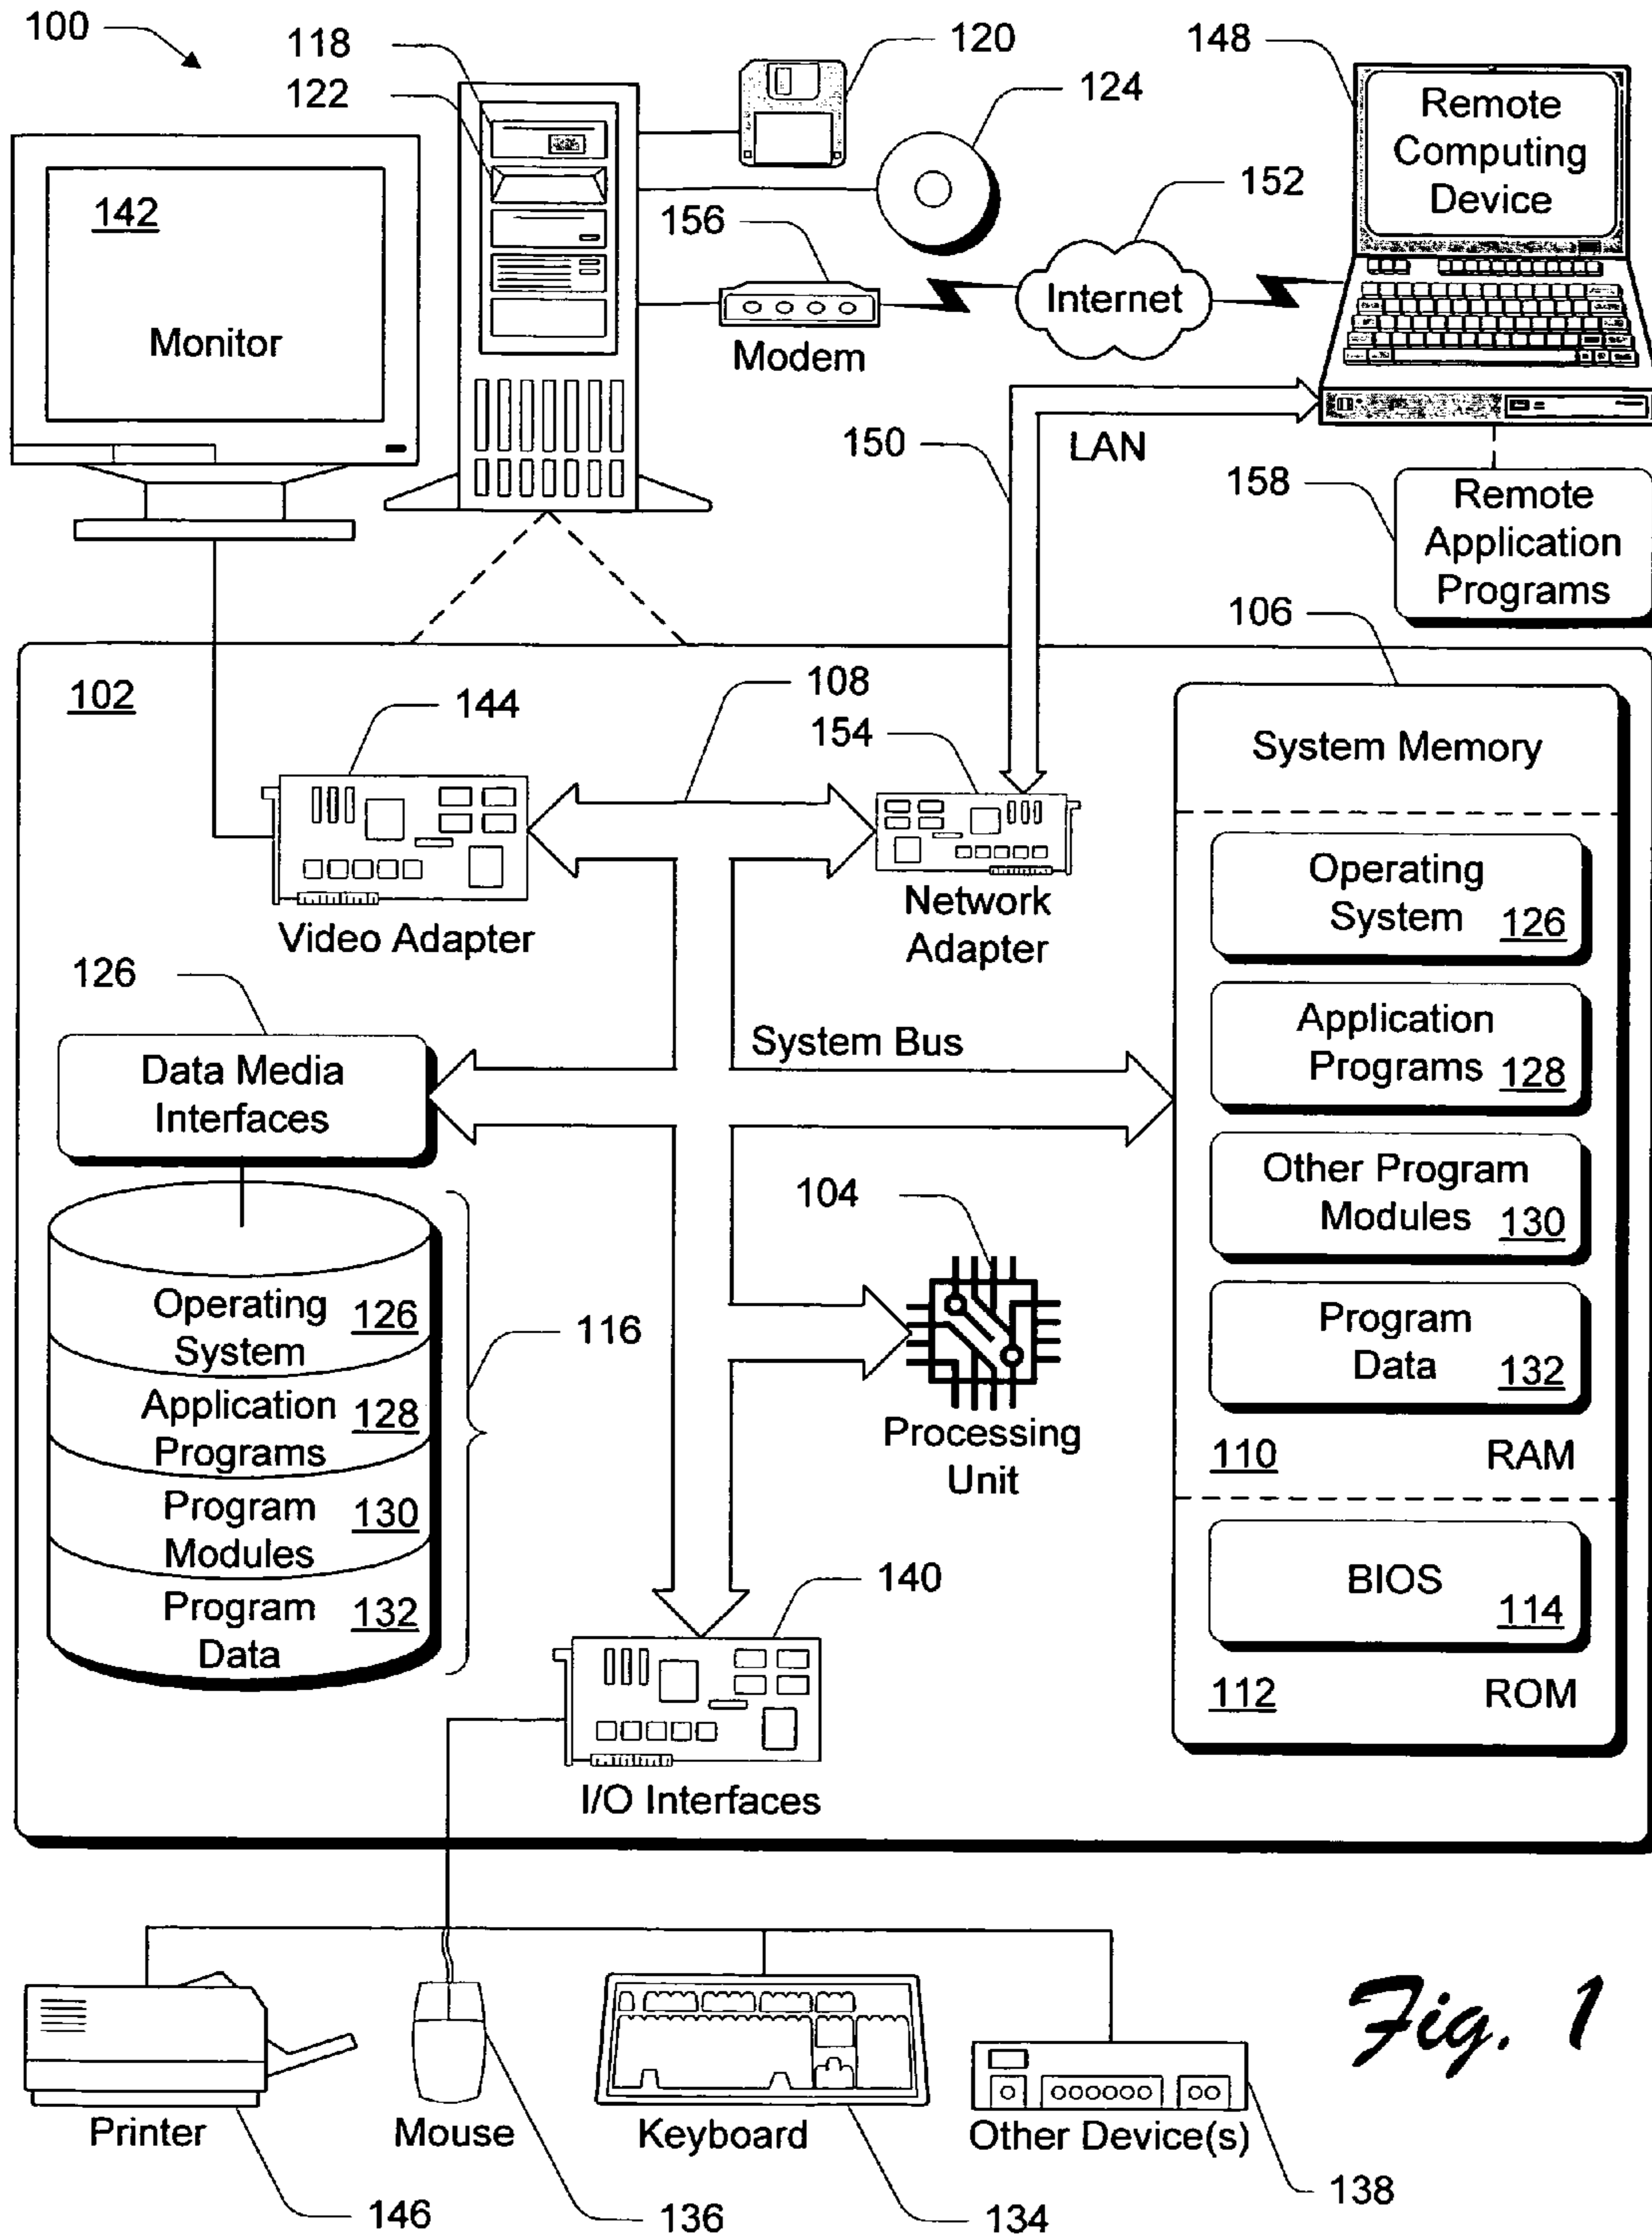 100
118
122
120
124
148
Remote
Computing
Device
142
Monitor
156
Modem
152
Internet
150
LAN
158
Remote
Application
Programs
106
102
144
Video Adapter
108
154
Network
Adapter
System Memory
Operating
System 126
Application
Programs 128
Other Program
Modules 130
Program
Data 132
110 RAM
BIOS
114
112 ROM
126
Data Media
Interfaces
System Bus
104
Processing
Unit
Operating
System 126
Application
Programs 128
Program
Modules 130
Program
Data 132
116
140
I/O Interfaces
Printer
146
Mouse
136
Keyboard
134
Other Device(s)
138
Fig. 1